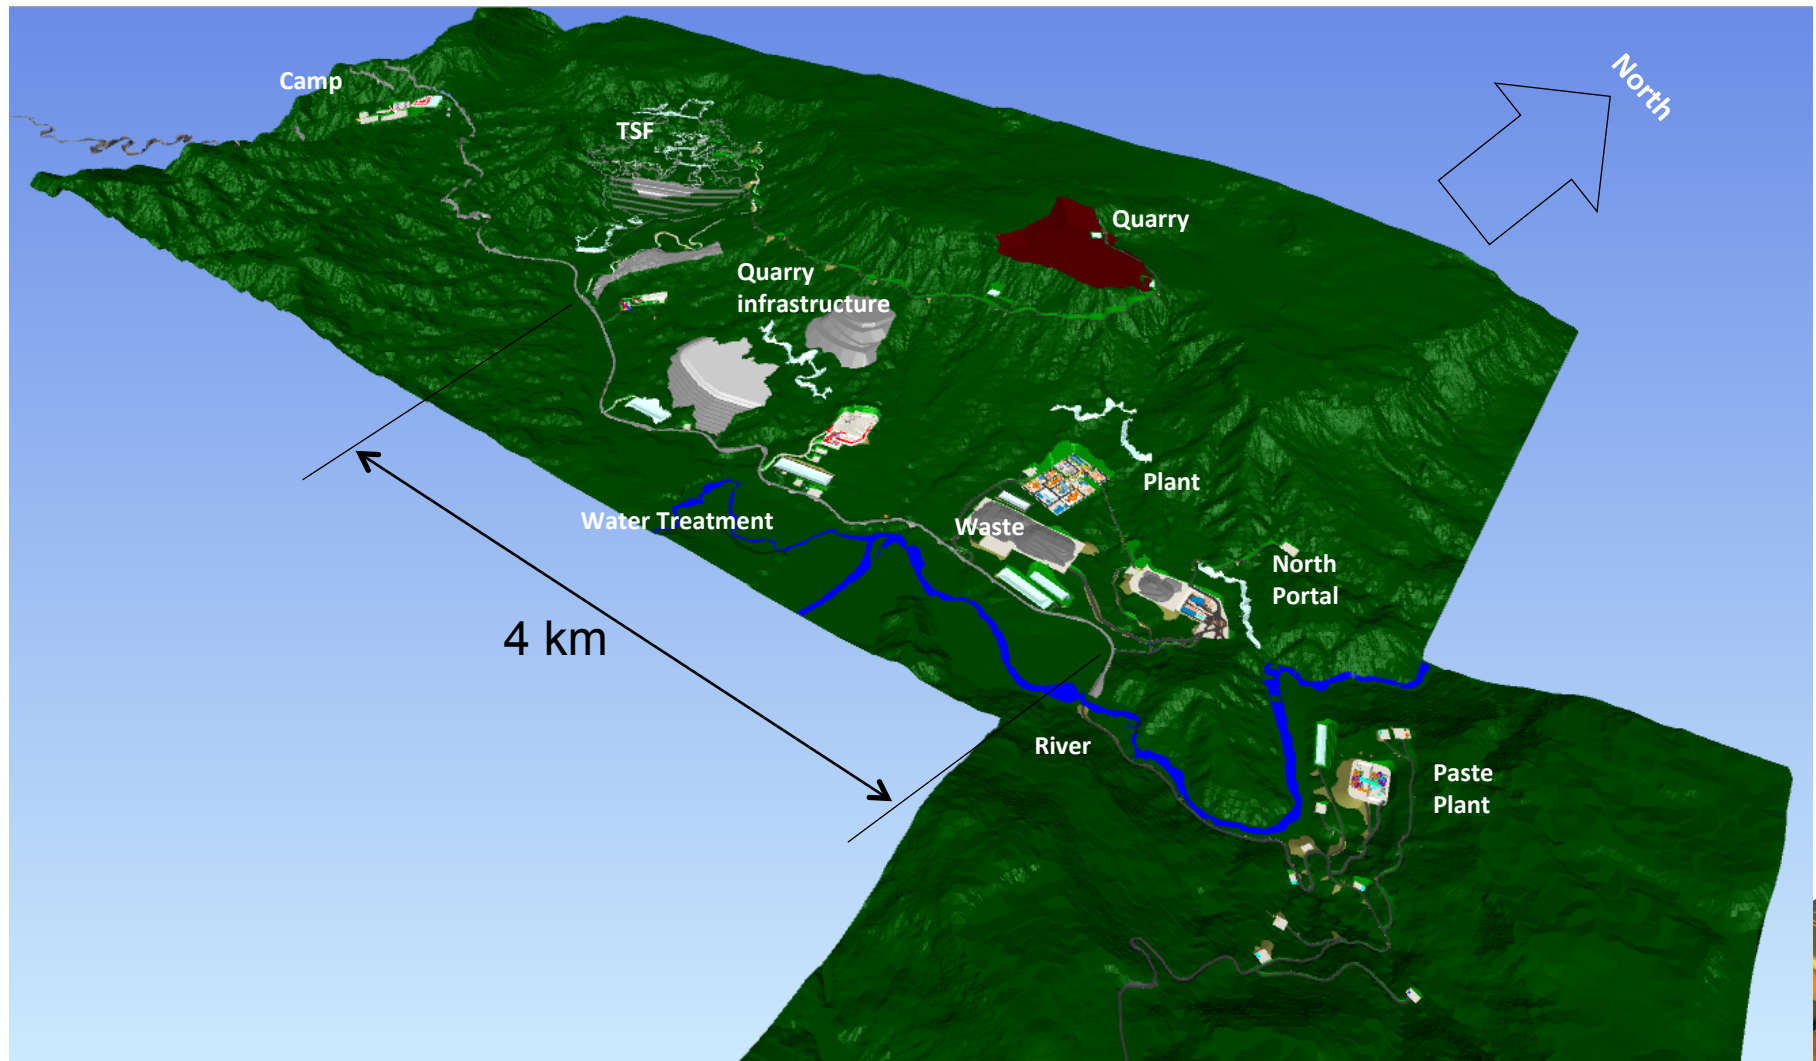 North
Camp
TSF
Quarry
Quarry
infrastructure
Plant
Water Treatment
Waste
North
Portal
4 km
River
Paste
Plant